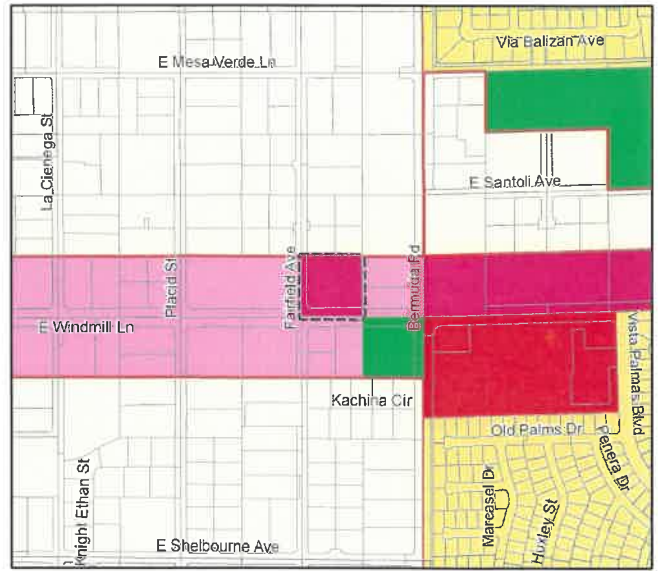 Via Balizan Ave
E Mesa Verde Ln
La Cienega St
E Santoli Ave
Placid St
Fairfield Ave
Bermuda Rd
E Windmill Ln
Vista Palmas Blvd
Kachina Cir
Old Palms Dr
Penera Dr
Knight Ethan St
Marcasel Dr
Huxley St
E Shelbourne Ave